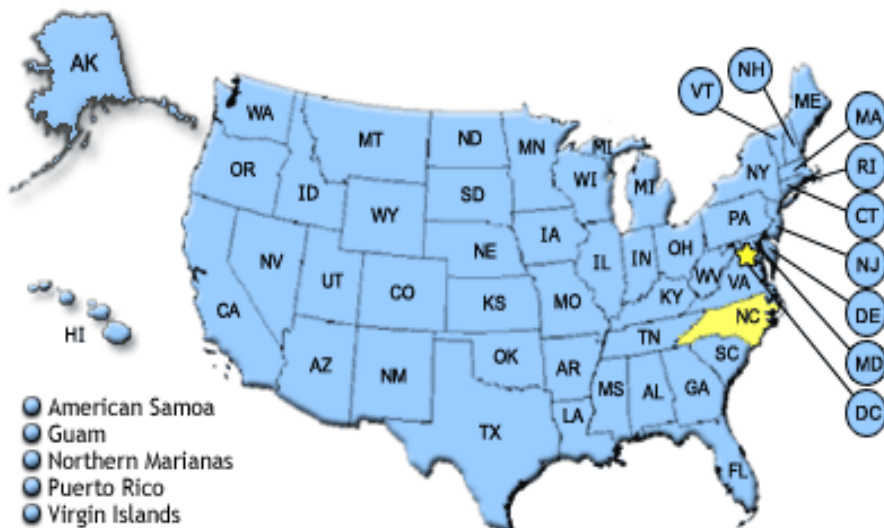 AK
NH
VT
ME
WA
MT
ND
MN
MI
MA
OR
ID
SD
WI
MI
NY
RI
WY
CT
IA
PA
NV
NE
IL
IN
OH
NJ
UT
CO
WV
VA
CA
KS
MO
KY
DE
HI
NC
TN
AZ
NM
OK
AR
SC
MD
MS
AL
GA
DC
American Samoa
TX
LA
Guam
Northern Marianas
FL
Puerto Rico
Virgin Islands